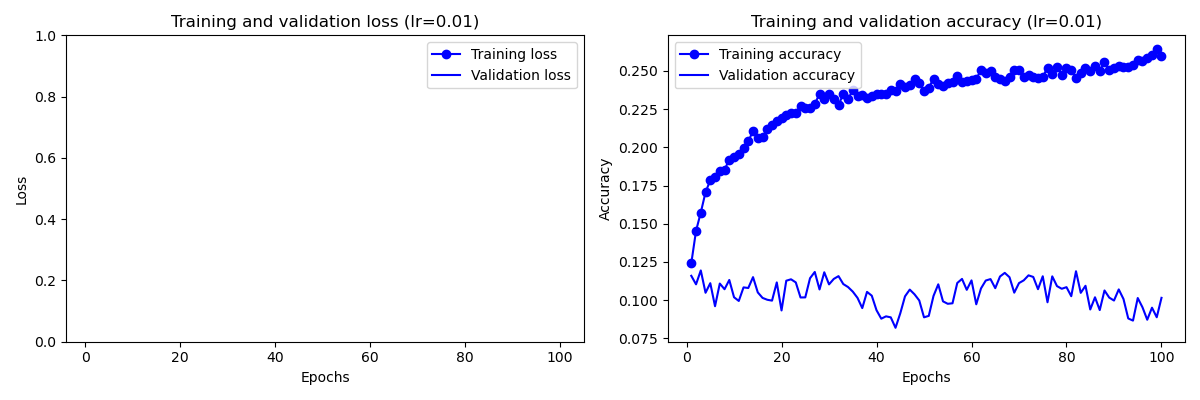 Training and validation loss (lr=0.01)
1.0
0.8
0.6
0.4
0.2
0.0
Loss
Training loss
Validation loss
0 20 40 60 80 100
Epochs
Training and validation accuracy (lr=0.01)
0.250
0.225
0.200
0.175
0.150
0.125
0.100
0.075
Accuracy
Training accuracy
Validation accuracy
0 20 40 60 80 100
Epochs